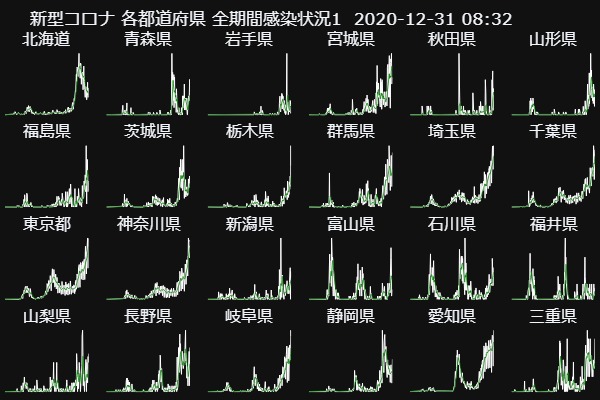 新型コロナ 各都道府県 全期間感染状況1 2020-12-31 08:32
北海道 青森県 岩手県 宮城県 秋田県 山形県
福島県 茨城県 栃木県 群馬県 埼玉県 千葉県
東京都 神奈川県 新潟県 富山県 石川県 福井県
山梨県 長野県 岐阜県 静岡県 愛知県 三重県